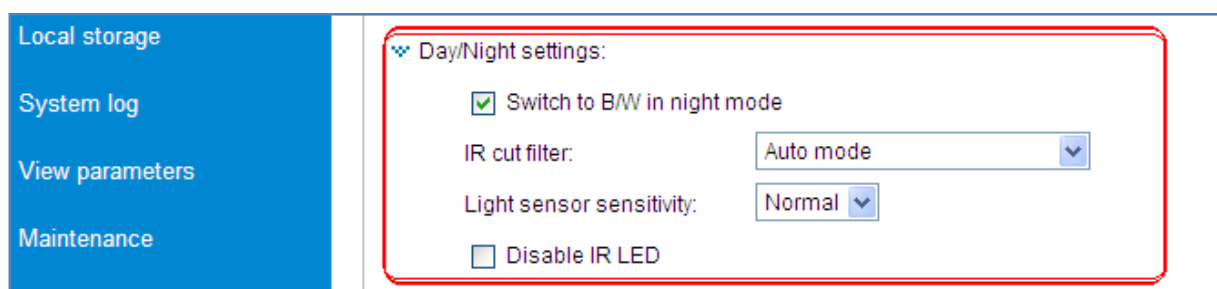 Local storage
System log
View parameters
Maintenance
Day/Night settings:
Switch to B/W in night mode
IR cut filter: Auto mode
Light sensor sensitivity: Normal
Disable IR LED